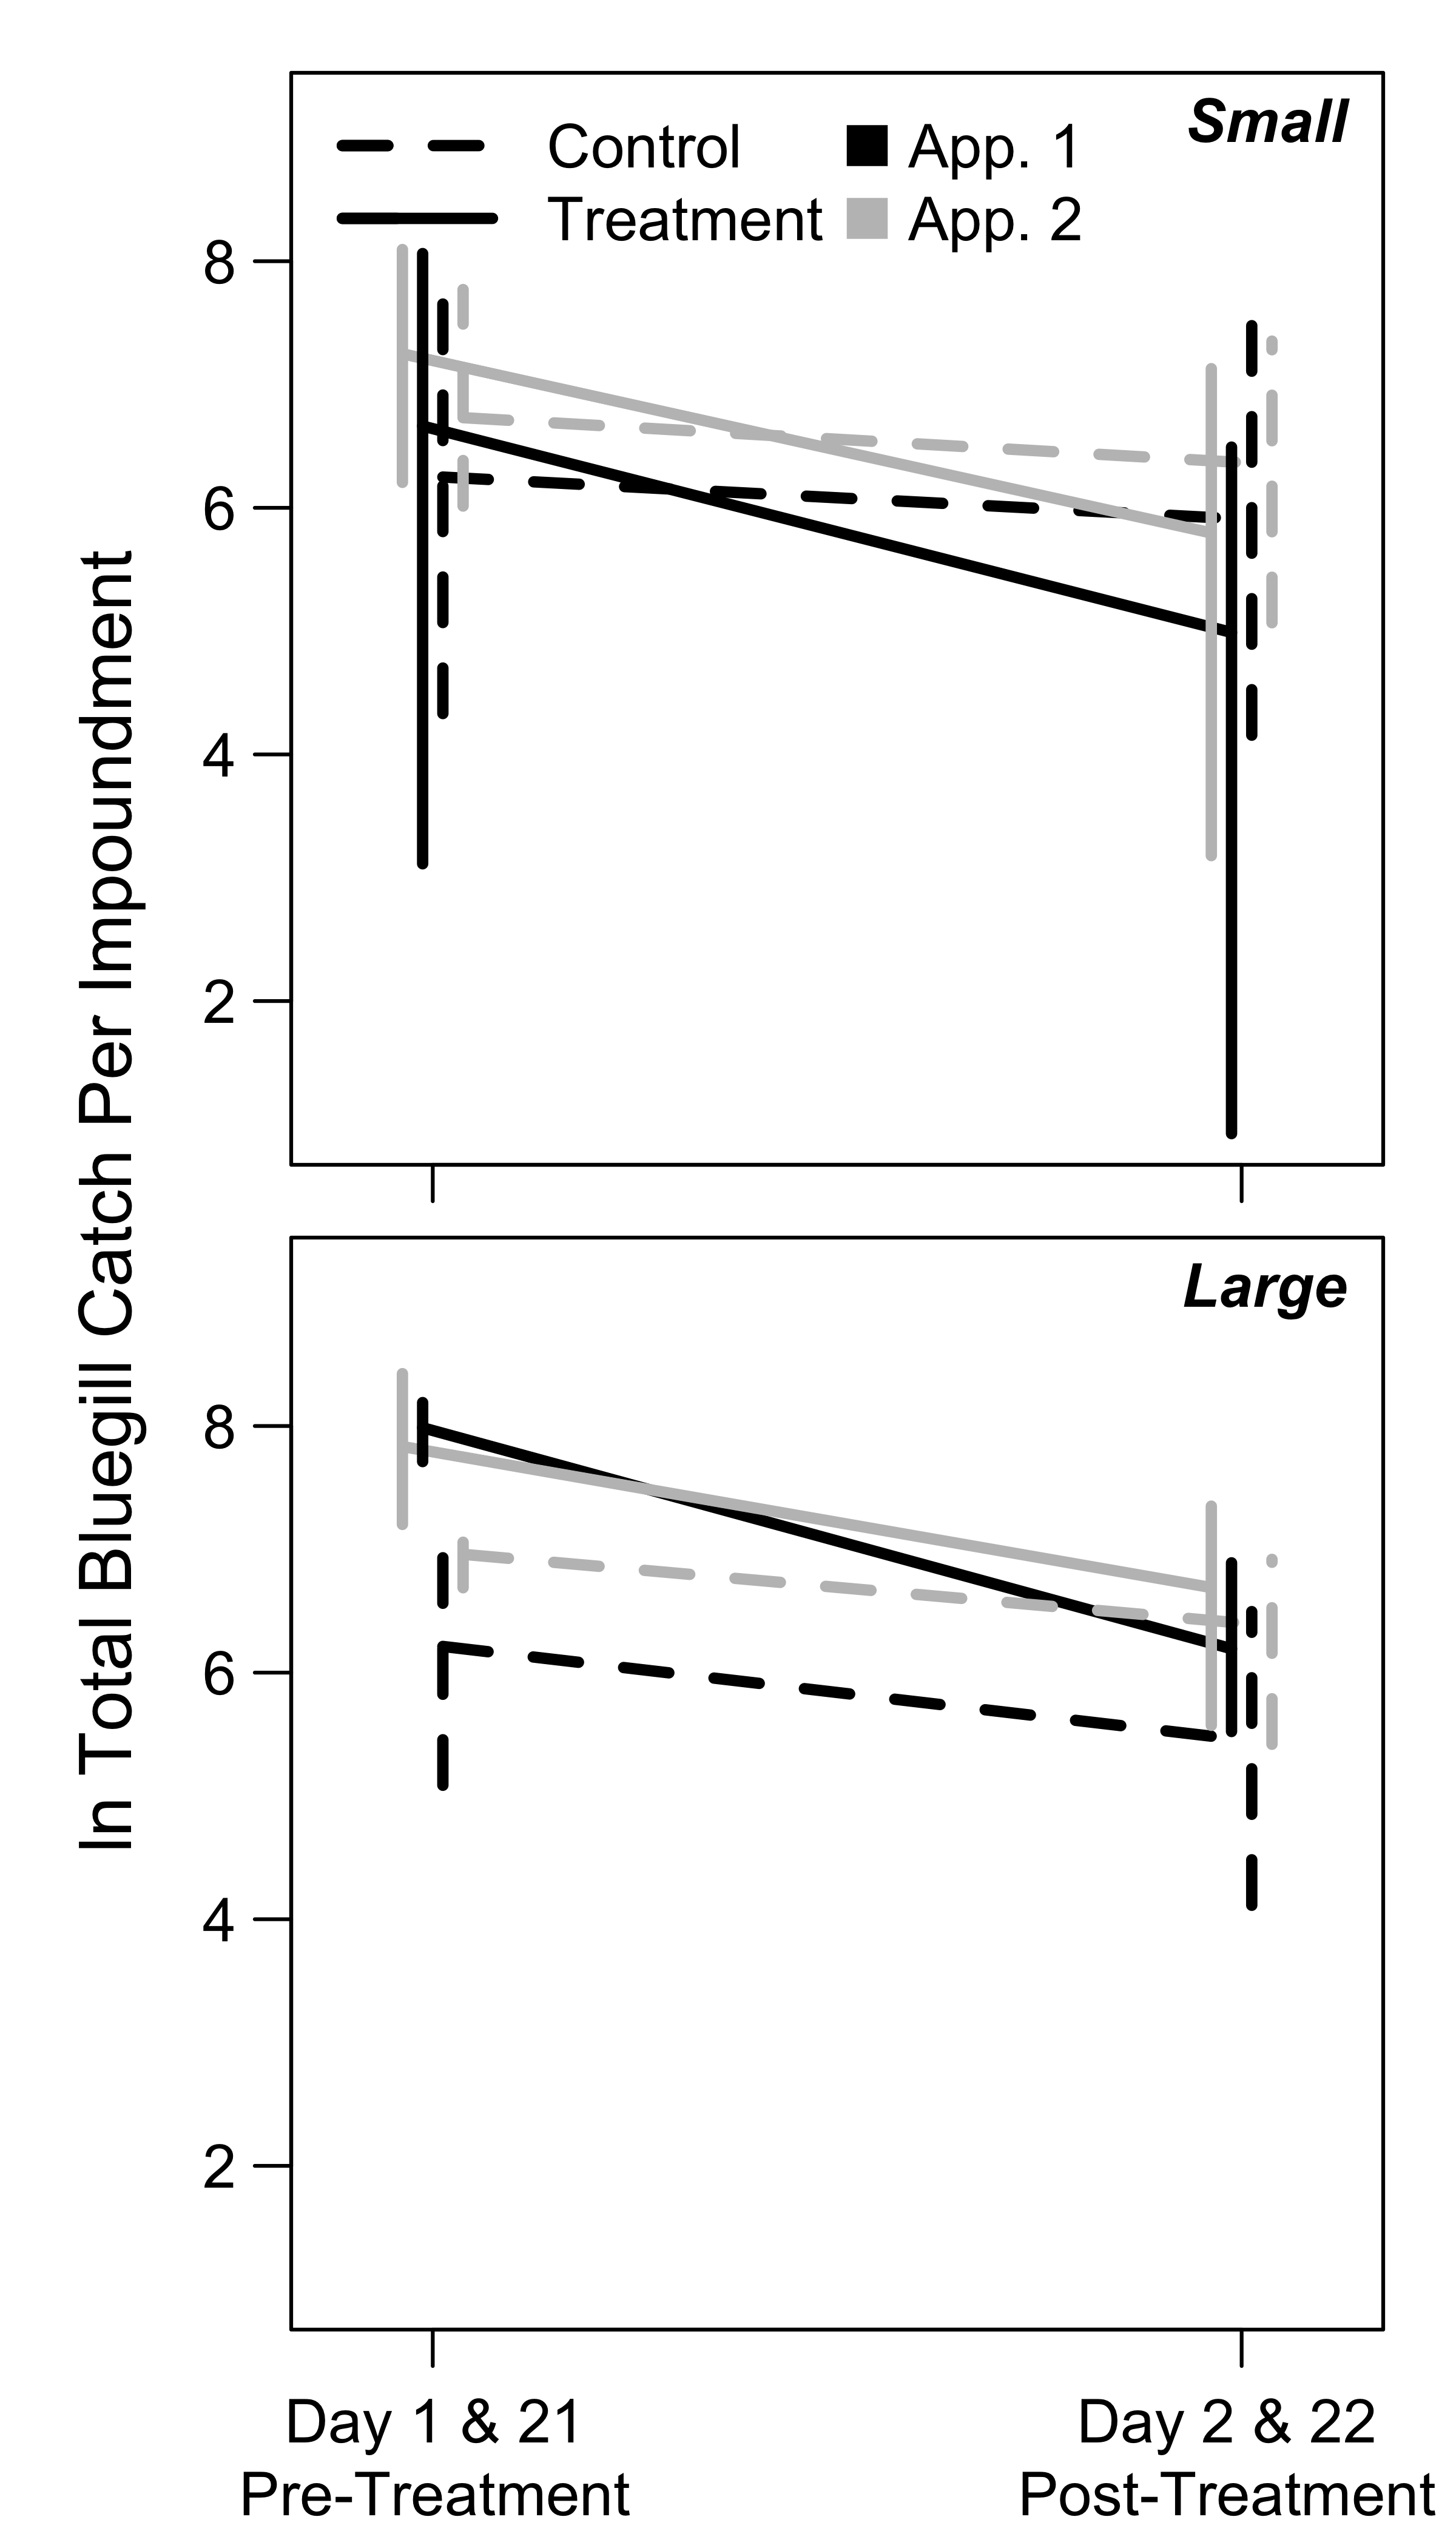 Small
Control
App. 1
Treatment
App. 2
8
6
4
2
ln Total Bluegill Catch Per Impoundment
Large
8
6
4
2
Day 1 & 21
Pre-Treatment
Day 2 & 22
Post-Treatment